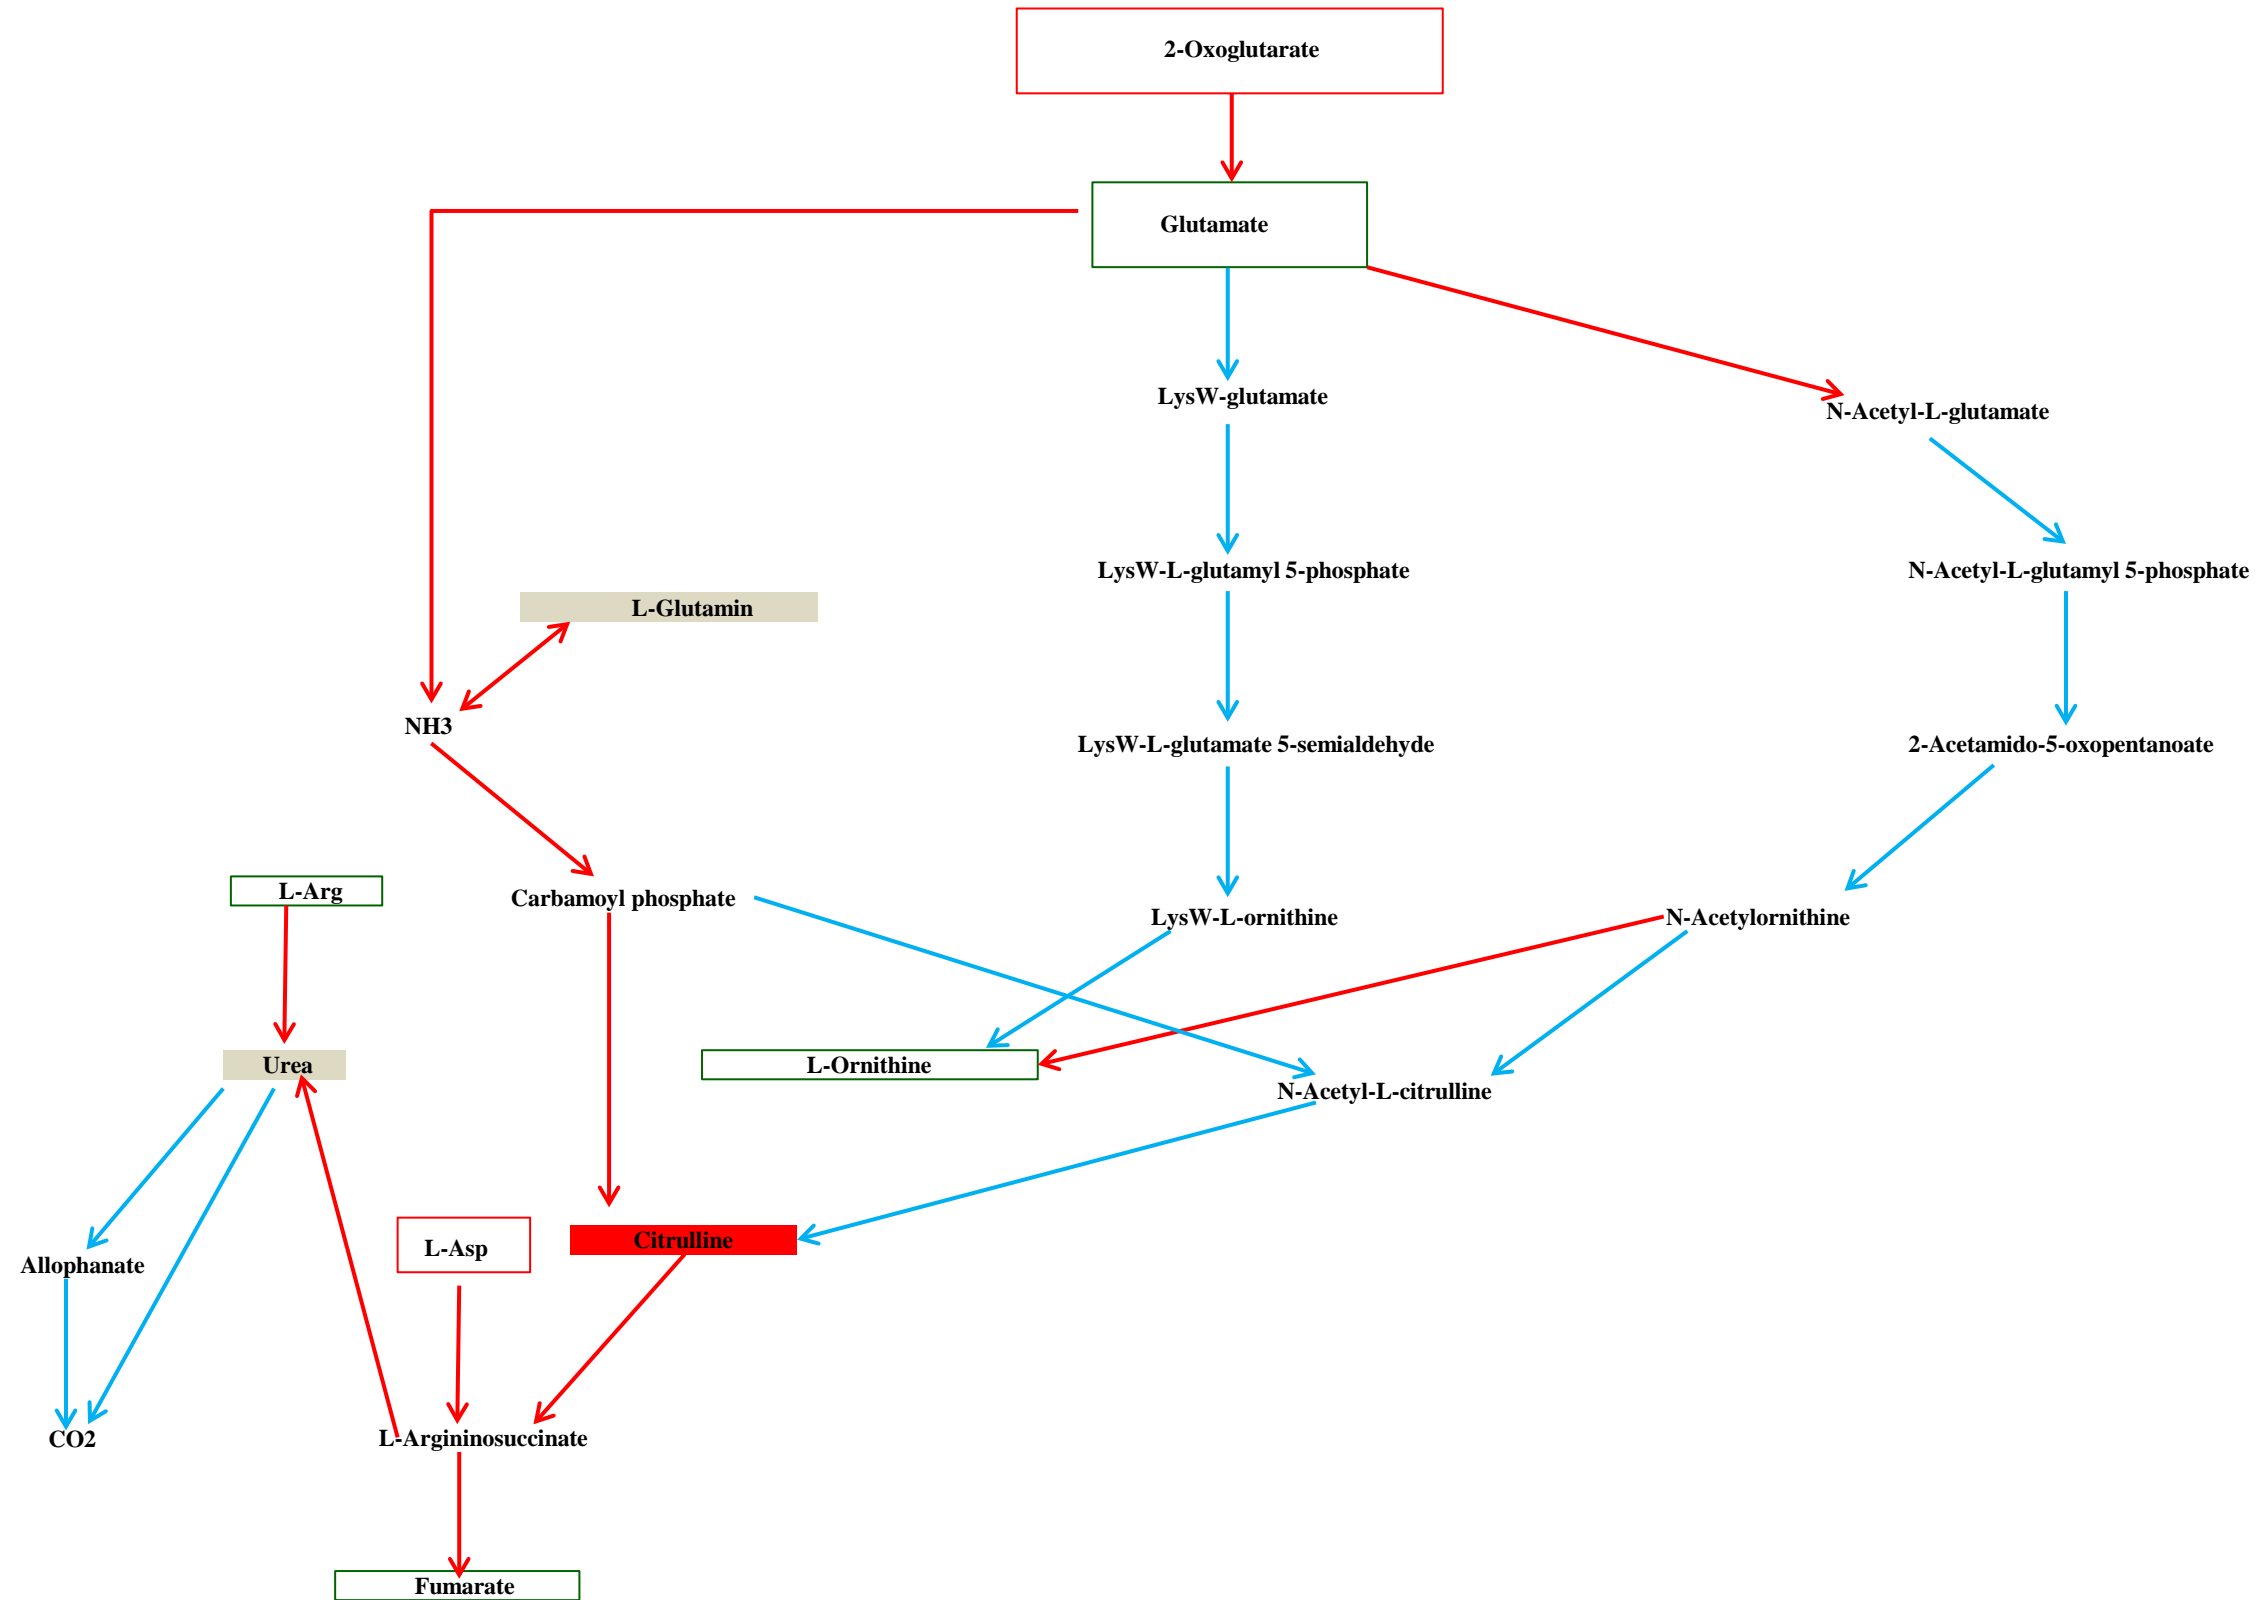 2-Oxoglutarate
Glutamate
LysW-glutamate
N-Acetyl-L-glutamate
LysW-L-glutamyl 5-phosphate
N-Acetyl-L-glutamyl 5-phosphate
L-Glutamin
NH3
LysW-L-glutamate 5-semialdehyde
2-Acetamido-5-oxopentanoate
L-Arg
Carbamoyl phosphate
LysW-L-ornithine
N-Acetylornithine
Urea
L-Ornithine
N-Acetyl-L-citrulline
L-Asp
Citrulline
Allophanate
CO2
L-Argininosuccinate
Fumarate